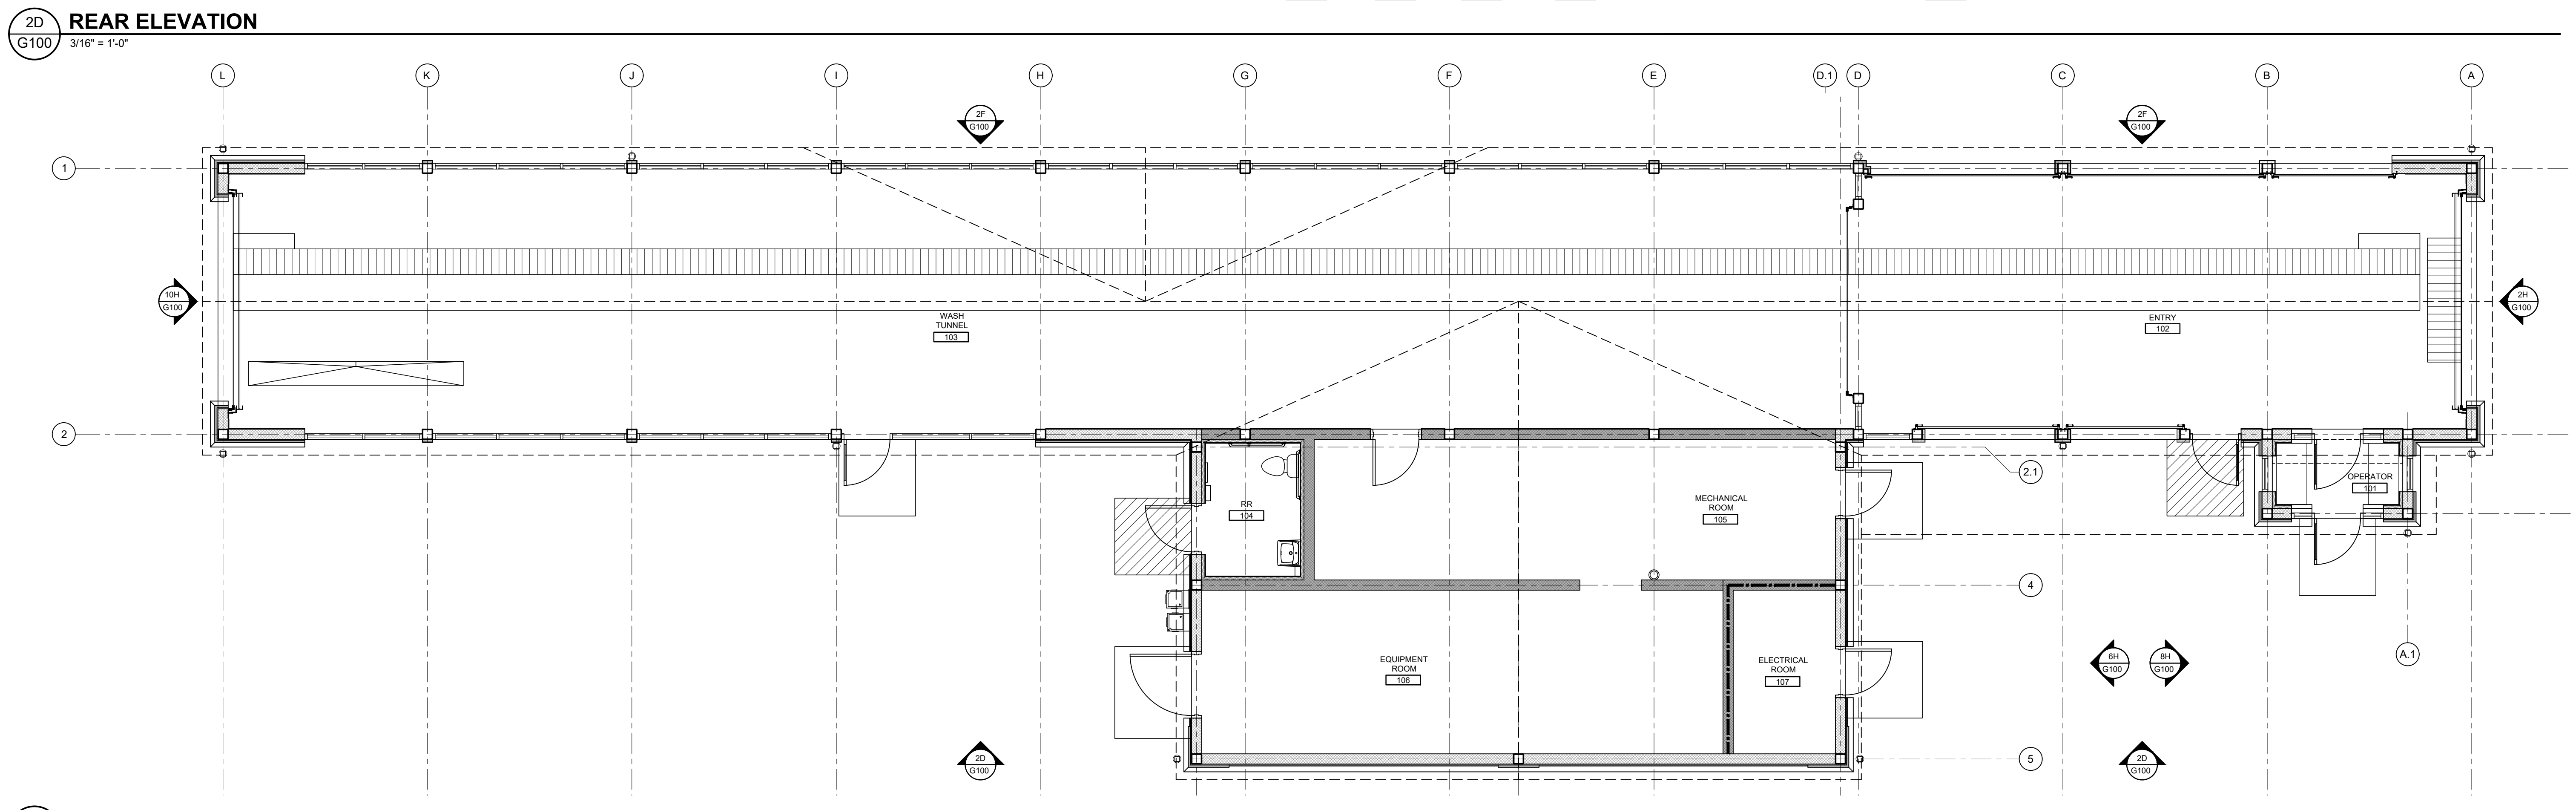 2D REAR ELEVATION
G100 3/16" = 1'-0"
L K J I H G F E D.1 D C B A
2F
G100
2F
G100
1
10H
G100
2H
G100
WASH
TUNNEL
103
ENTRY
102
2
2.1
OPERATOR
101
RR
104
MECHANICAL
ROOM
105
4
EQUIPMENT
ROOM
106
ELECTRICAL
ROOM
107
6H
G100
8H
G100
A.1
2D
G100
5
2D
G100